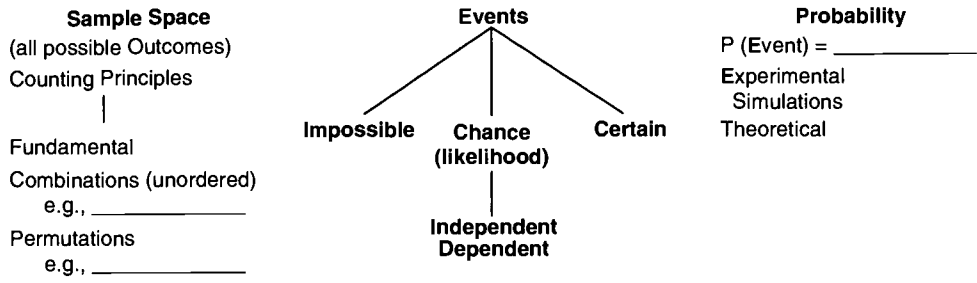 Sample Space
(all possible Outcomes)
Counting Principles
Fundamental
Combinations (unordered)
e.g., ____________
Permutations
e.g., ____________
Events
Impossible
Chance
(likelihood)
Certain
Independent
Dependent
Probability
P (Event) = ____________
Experimental
Simulations
Theoretical